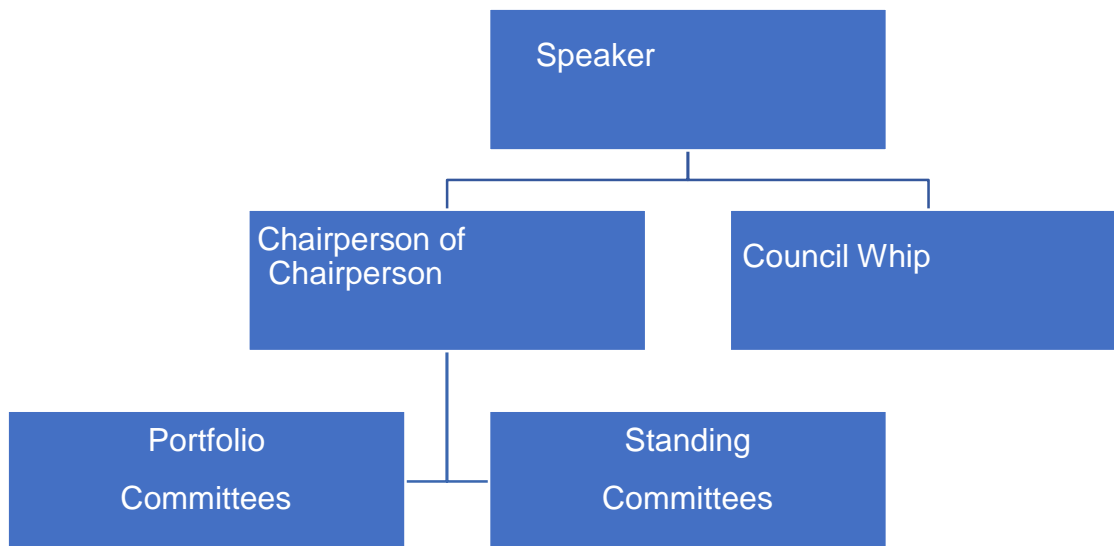 Speaker
Chairperson of
Chairperson
Council Whip
Portfolio
Committees
Standing
Committees